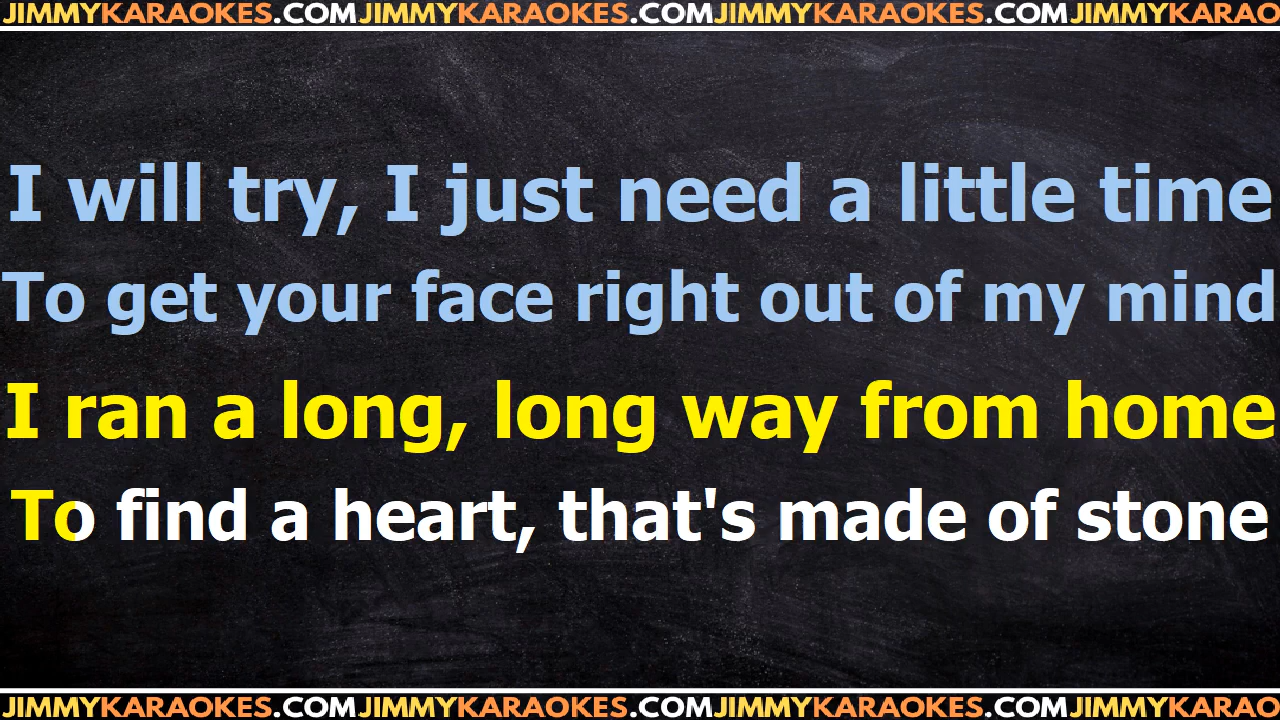 JIMMYKARAOKES.COMJIMMYKARAOKES.COMJIMMYKARAOKES.COMJIMMYKARAO
I will try, I just need a little time
To get your face right out of my mind
I ran a long, long way from home
To find a heart, that's made of stone
JIMMYKARAOKES.COMJIMMYKARAOKES.COMJIMMYKARAOKES.COMJIMMYKARAO